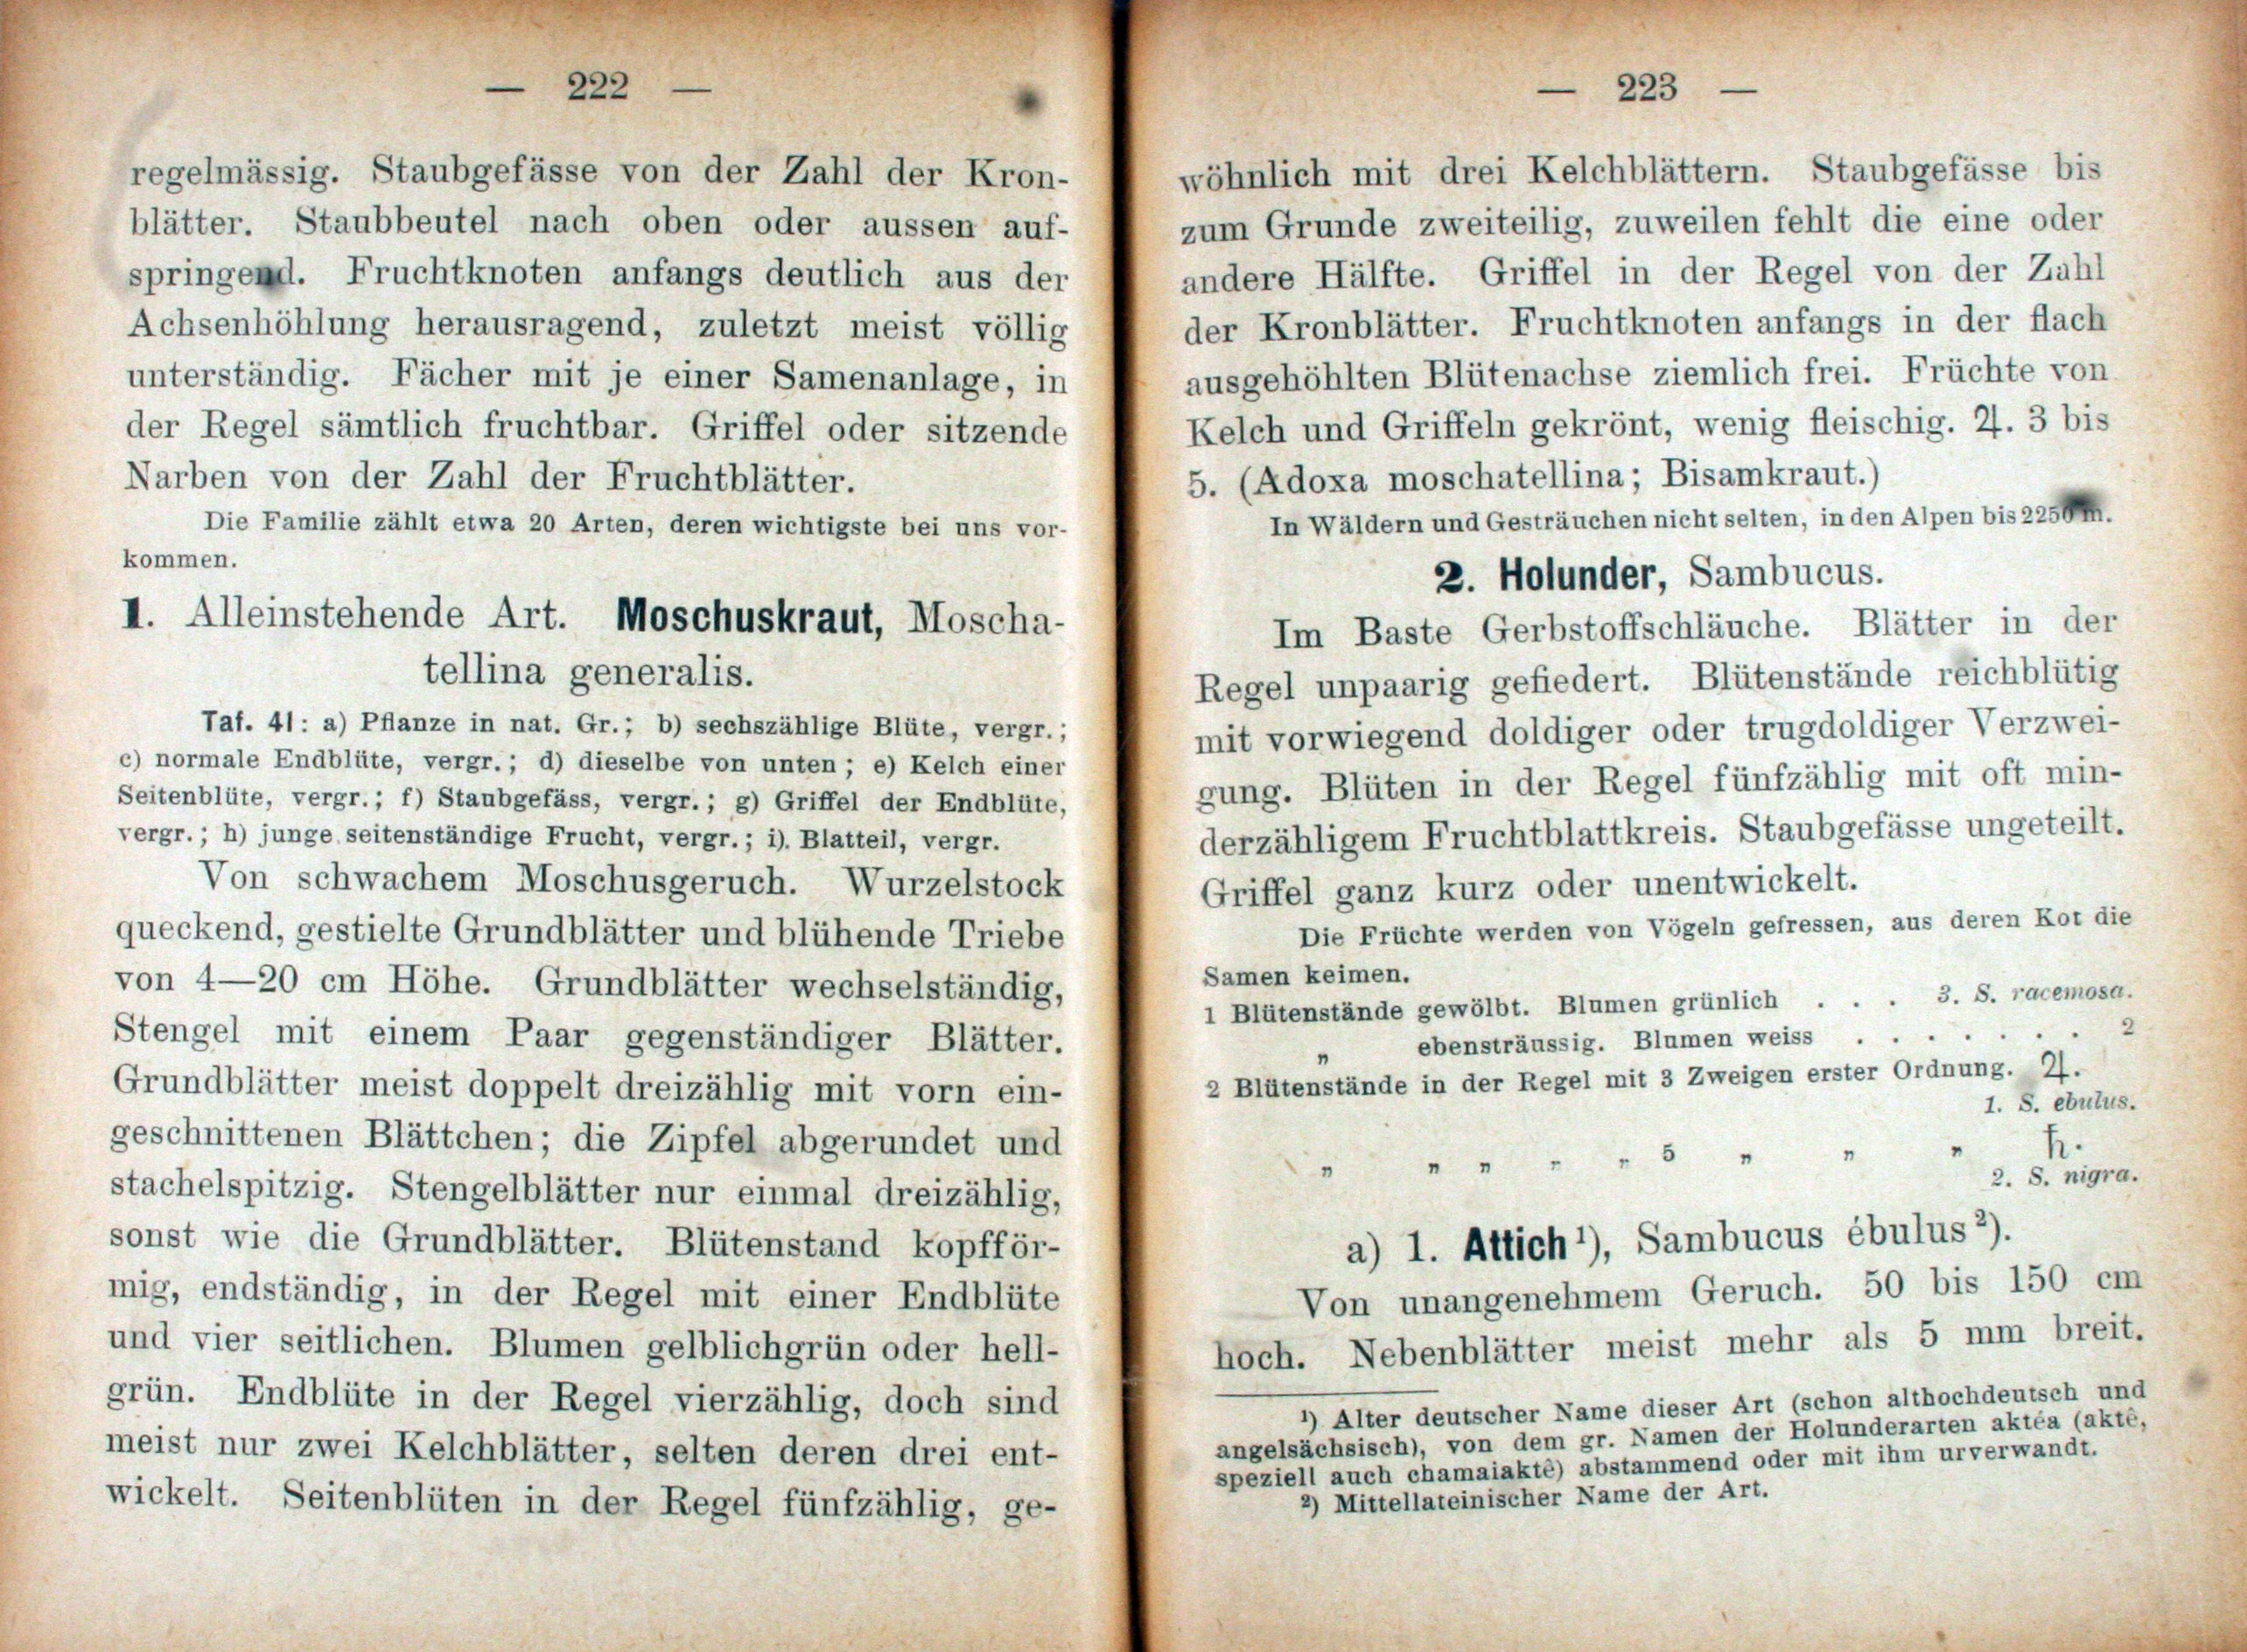 — 222 —
regelmässig. Staubgefässe von der Zahl der Kron-
blätter. Staubbeutel nach oben oder aussen auf-
springend. Fruchtknoten anfangs deutlich aus der
Achsenhöhlung herausragend, zuletzt meist völlig
unterständig. Fächer mit je einer Samenanlage, in
der Regel sämtlich fruchtbar. Griffel oder sitzende
Narben von der Zahl der Fruchtblätter.
Die Familie zählt etwa 20 Arten, deren wichtigste bei uns vor-
kommen.
I. Alleinstehende Art. Moschuskraut, Moscha-
tellina generalis.
Taf. 41: a) Pflanze in nat. Gr.; b) sechszählige Blüte, vergr.;
c) normale Endblüte, vergr.; d) dieselbe von unten; e) Kelch einer
Seitenblüte, vergr.; f) Staubgefäss, vergr.; g) Griffel der Endblüte,
vergr.; h) junge seitenständige Frucht, vergr.; i). Blatteil, vergr.
Von schwachem Moschusgeruch. Wurzelstock
queckend, gestielte Grundblätter und blühende Triebe
von 4—20 cm Höhe. Grundblätter wechselständig,
Stengel mit einem Paar gegenständiger Blätter.
Grundblätter meist doppelt dreizählig mit vorn ein-
geschnittenen Blättchen; die Zipfel abgerundet und
stachelspitzig. Stengelblätter nur einmal dreizählig,
sonst wie die Grundblätter. Blütenstand kopfför-
mig, endständig, in der Regel mit einer Endblüte
und vier seitlichen. Blumen gelblichgrün oder hell-
grün. Endblüte in der Regel vierzählig, doch sind
meist nur zwei Kelchblätter, selten deren drei ent-
wickelt. Seitenblüten in der Regel fünfzählig, ge-
— 223 —
wöhnlich mit drei Kelchblättern. Staubgefässe bis
zum Grunde zweiteilig, zuweilen fehlt die eine oder
andere Hälfte. Griffel in der Regel von der Zahl
der Kronblätter. Fruchtknoten anfangs in der flach
ausgehöhlten Blütenachse ziemlich frei. Früchte von
Kelch und Griffeln gekrönt, wenig fleischig. ♃. 3 bis
5. (Adoxa moschatellina; Bisamkraut.)
In Wäldern und Gesträuchen nicht selten, in den Alpen bis 2250 m.
2. Holunder, Sambucus.
Im Baste Gerbstoffschläuche. Blätter in der
Regel unpaarig gefiedert. Blütenstände reichblütig
mit vorwiegend doldiger oder trugdoldiger Verzwei-
gung. Blüten in der Regel fünfzählig mit oft min-
derzähligem Fruchtblattkreis. Staubgefässe ungeteilt.
Griffel ganz kurz oder unentwickelt.
Die Früchte werden von Vögeln gefressen, aus deren Kot die
Samen keimen.
1 Blütenstände gewölbt. Blumen grünlich . . . 3. S. racemosa.
„ ebensträussig. Blumen weiss . . . . . . . 2
2 Blütenstände in der Regel mit 3 Zweigen erster Ordnung. ♃.
1. S. ebulus.
„ „ „ „ „ 5 „ „ „ ♄.
2. S. nigra.
a) 1. Attich¹), Sambucus ébulus²).
Von unangenehmem Geruch. 50 bis 150 cm
hoch. Nebenblätter meist mehr als 5 mm breit.
¹) Alter deutscher Name dieser Art (schon althochdeutsch und
angelsächsisch), von dem gr. Namen der Holunderarten aktéa (aktê,
speziell auch chamaiaktê) abstammend oder mit ihm urverwandt.
²) Mittellateinischer Name der Art.